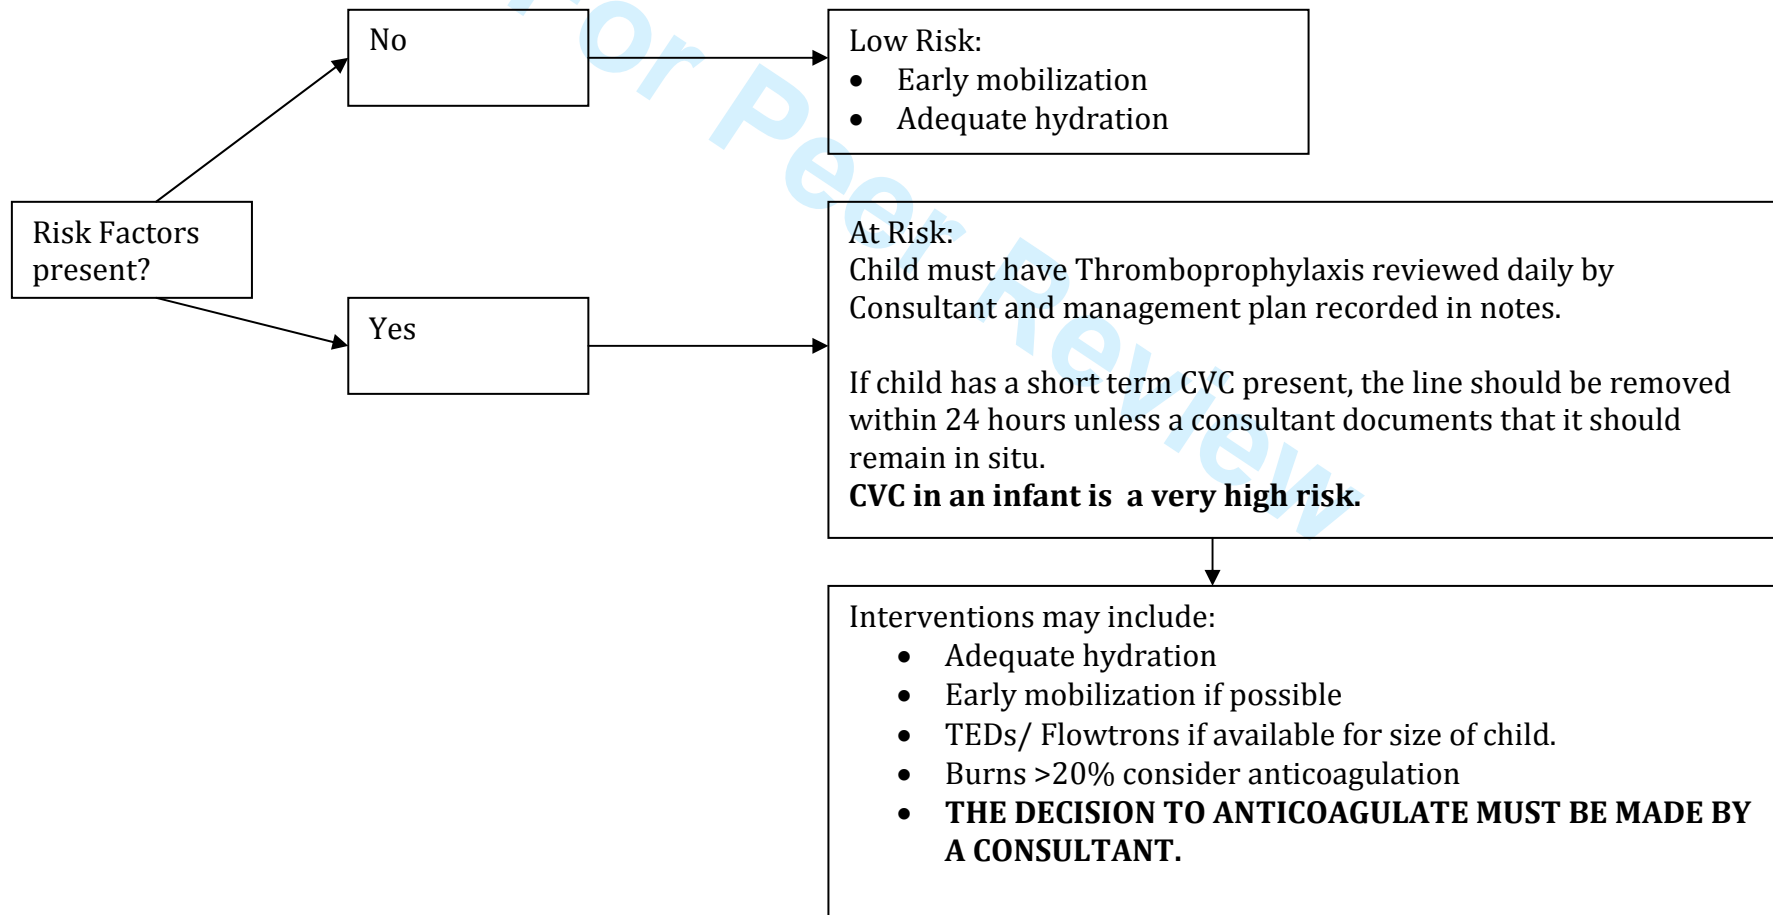 No
Low Risk:
• Early mobilization
• Adequate hydration
Risk Factors
present?
Yes
At Risk:
Child must have Thromboprophylaxis reviewed daily by
Consultant and management plan recorded in notes.
If child has a short term CVC present, the line should be removed
within 24 hours unless a consultant documents that it should
remain in situ.
CVC in an infant is a very high risk.
Interventions may include:
• Adequate hydration
• Early mobilization if possible
• TEDs/ Flowtrons if available for size of child.
• Burns >20% consider anticoagulation
• THE DECISION TO ANTICOAGULATE MUST BE MADE BY
A CONSULTANT.
For Peer Review